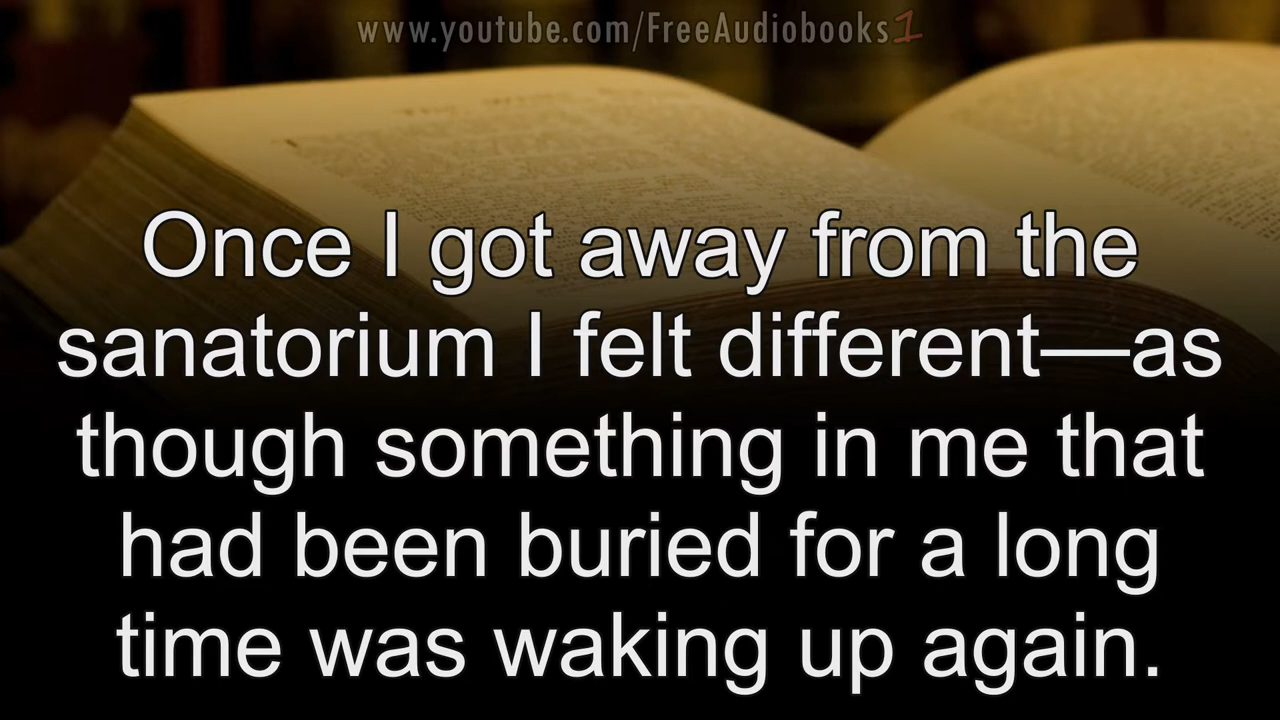 www.youtube.com/FreeAudiobooks1
Once I got away from the
sanatorium I felt different—as
though something in me that
had been buried for a long
time was waking up again.